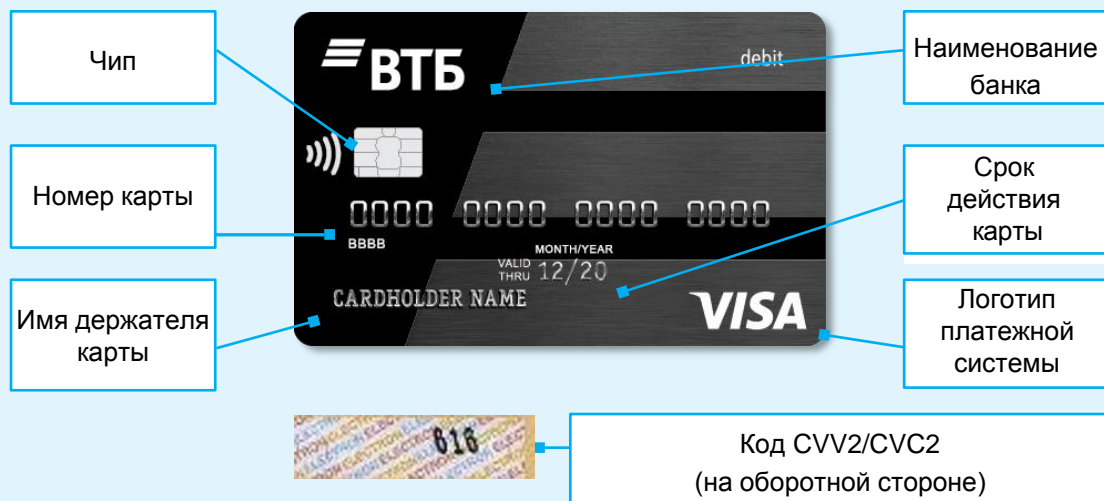 Чип
Номер карты
Имя держателя
карты
ВТБ
debit
0000 0000 0000 0000
BBBB
MONTH/YEAR
VALID
THRU 12/20
CARDHOLDER NAME
VISA
Наименование
банка
Срок
действия
карты
Логотип
платежной
системы
616
Код CVV2/CVC2
(на оборотной стороне)